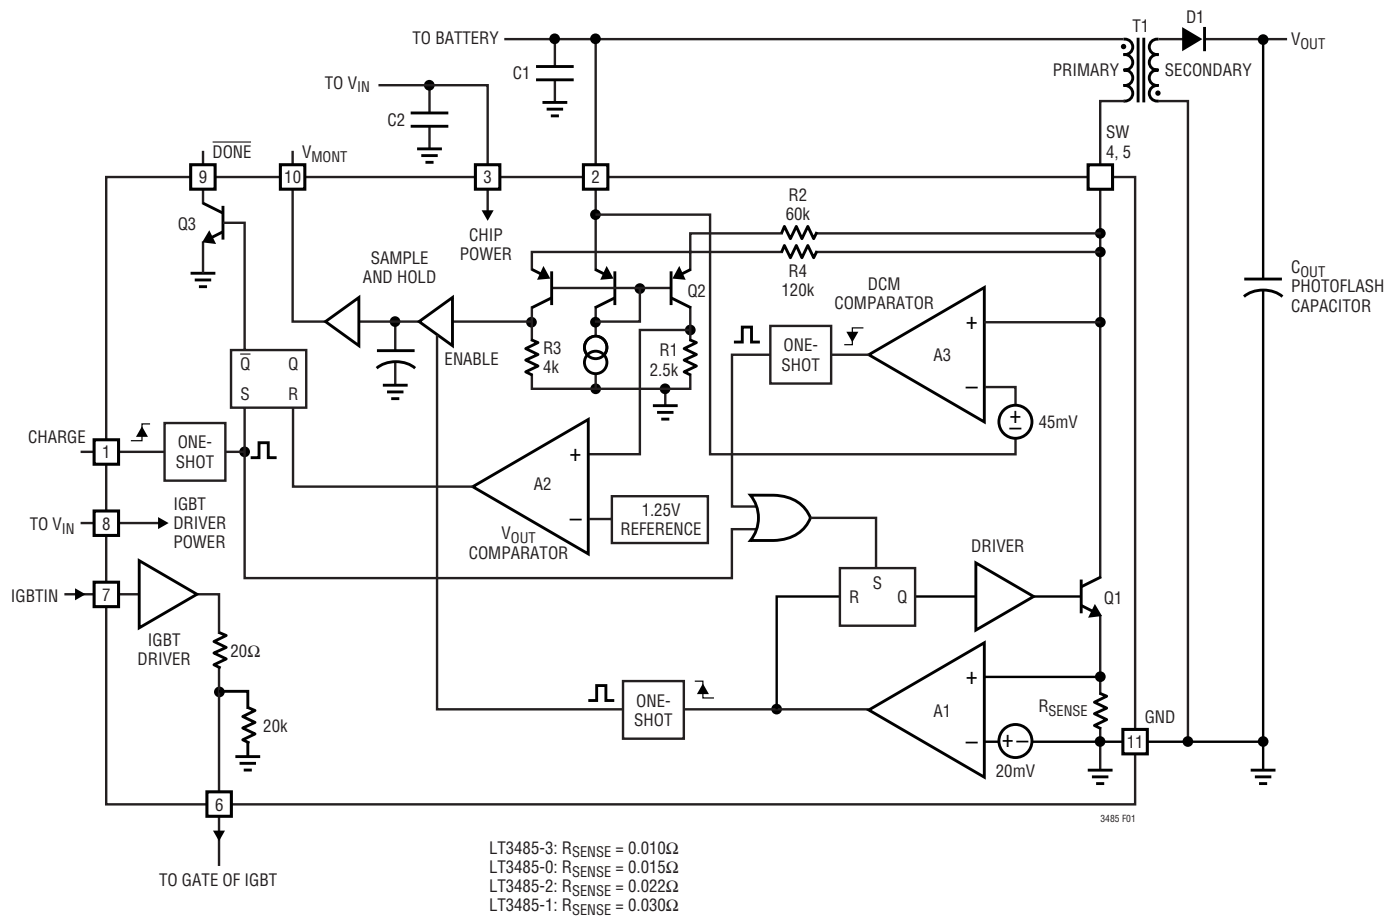 TO BATTERY
C1
T1
D1
VOUT
PRIMARY
SECONDARY
TO VIN
C2
SW
4, 5
DONE
VMONT
9
10
3
2
Q3
CHIP
POWER
R2
60k
R4
120k
SAMPLE
AND HOLD
ENABLE
Q2
DCM
COMPARATOR
COUT
PHOTOFLASH
CAPACITOR
R3
4k
R1
2.5k
ONE-
SHOT
+
A3
−
+
−
45mV
Q Q
S R
CHARGE
1
ONE-
SHOT
+
A2
−
1.25V
REFERENCE
VOUT
COMPARATOR
TO VIN
8
IGBT
DRIVER
POWER
DRIVER
IGBTIN
7
IGBT
DRIVER
S
R Q
Q1
20Ω
20k
ONE-
SHOT
+
A1
−
+ −
20mV
RSENSE
GND
11
6
TO GATE OF IGBT
3485 F01
LT3485-3: RSENSE = 0.010Ω
LT3485-0: RSENSE = 0.015Ω
LT3485-2: RSENSE = 0.022Ω
LT3485-1: RSENSE = 0.030Ω